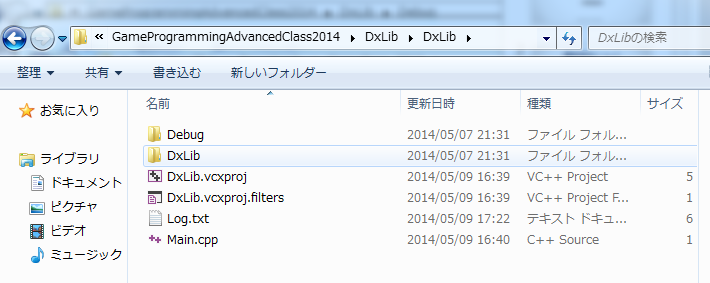 « GameProgrammingAdvancedClass2014 ▸ DxLib ▸ DxLib ▸ DxLibの検索
整理 ▼ 共有 ▼ 書き込む 新しいフォルダー
お気に入り
ライブラリ
ドキュメント
ピクチャ
ビデオ
ミュージック
名前 更新日時 種類 サイズ
Debug 2014/05/07 21:31 ファイル フォル...
DxLib 2014/05/07 21:31 ファイル フォル...
DxLib.vcxproj 2014/05/09 16:39 VC++ Project 5
DxLib.vcxproj.filters 2014/05/09 16:39 VC++ Project F... 1
Log.txt 2014/05/09 17:22 テキスト ドキュ... 6
Main.cpp 2014/05/09 16:40 C++ Source 1